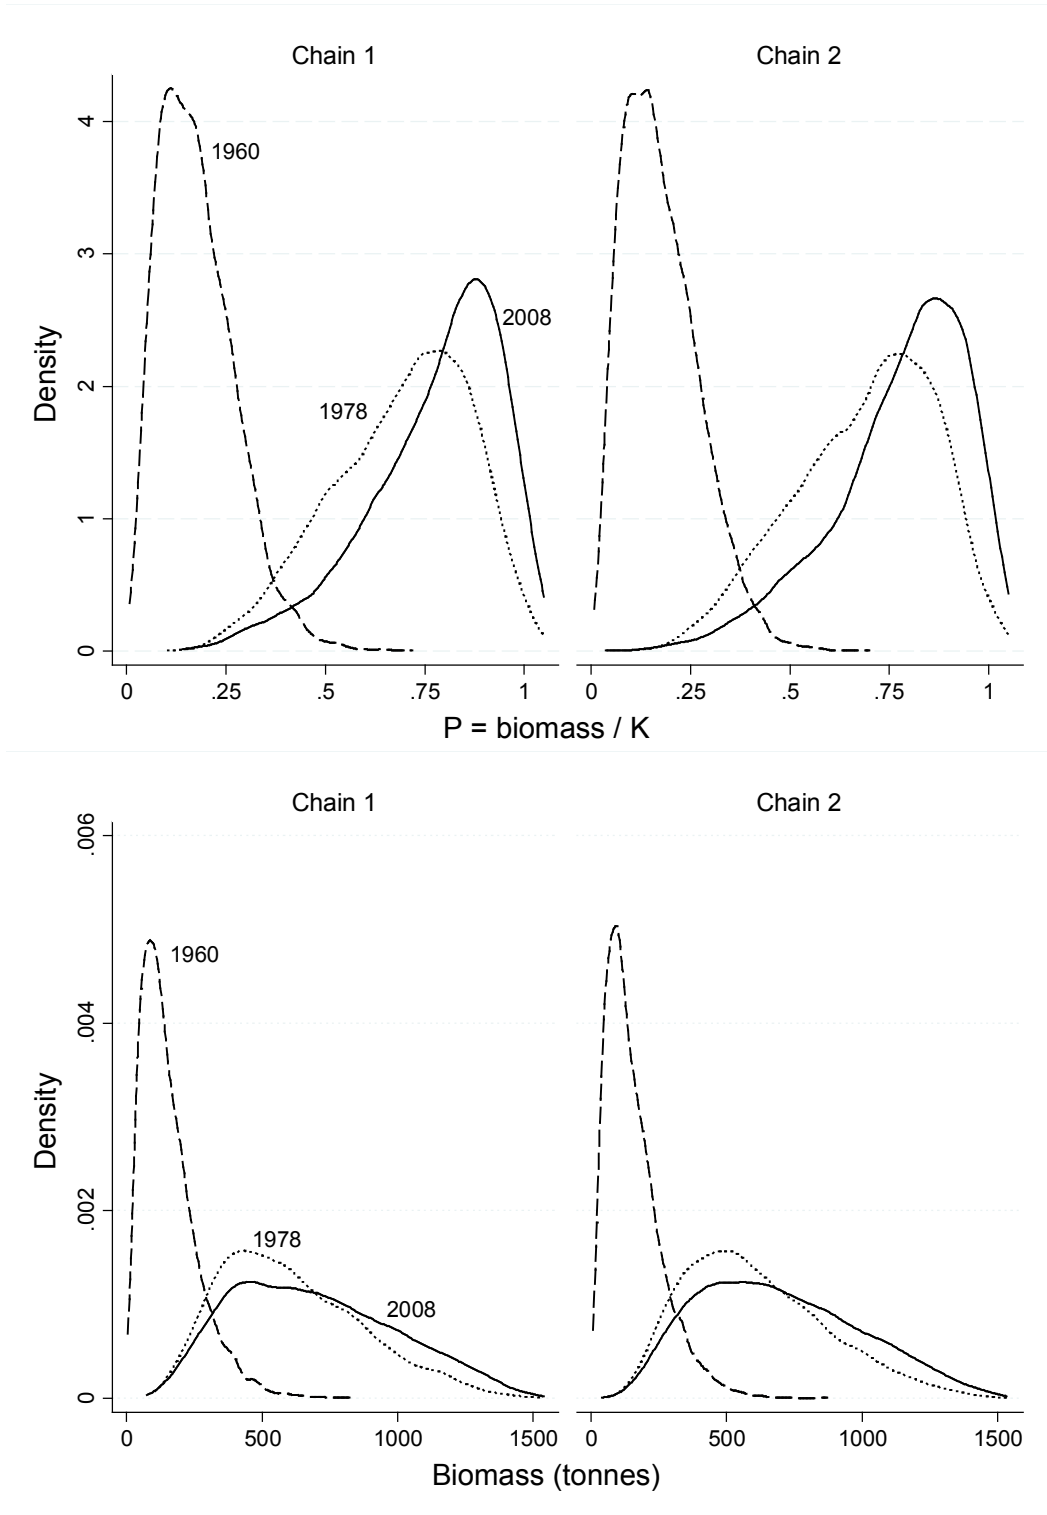 Chain 1
Chain 2
4
3
2
1
0
Density
1960
2008
1978
0 .25 .5 .75 1
0 .25 .5 .75 1
P = biomass / K
Chain 1
Chain 2
.006
.004
.002
0
Density
1960
1978
2008
0 500 1000 1500
0 500 1000 1500
Biomass (tonnes)